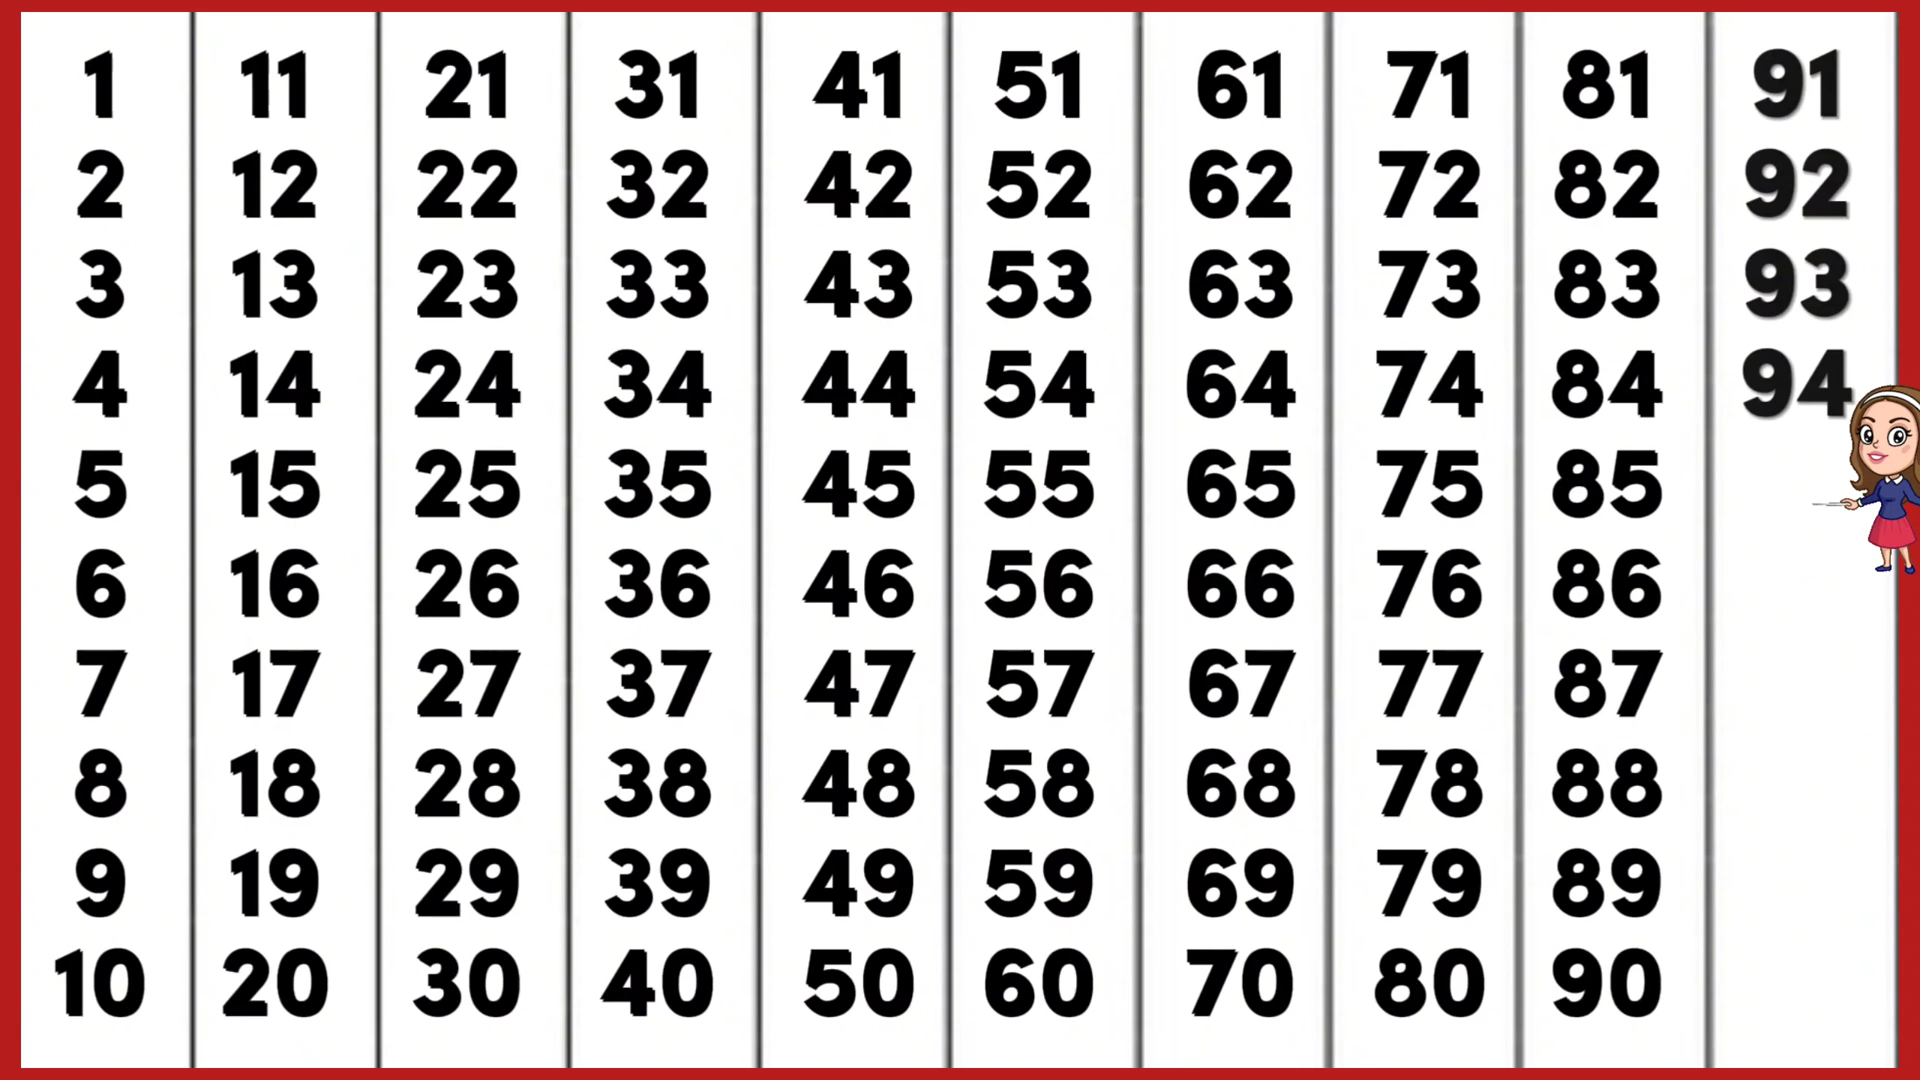 1 11 21 31 41 51 61 71 81 91
2 12 22 32 42 52 62 72 82 92
3 13 23 33 43 53 63 73 83 93
4 14 24 34 44 54 64 74 84 94
5 15 25 35 45 55 65 75 85
6 16 26 36 46 56 66 76 86
7 17 27 37 47 57 67 77 87
8 18 28 38 48 58 68 78 88
9 19 29 39 49 59 69 79 89
10 20 30 40 50 60 70 80 90